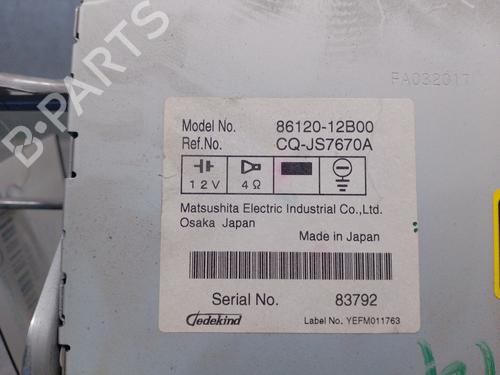 B-PARTS
FA032017
Model No. 86120-12B00
Ref.No. CQ-JS7670A
12V 4Ω
Matsushita Electric Industrial Co.,Ltd.
Osaka Japan
Made in Japan
Serial No. 83792
Jedekind Label No. YEFM011763